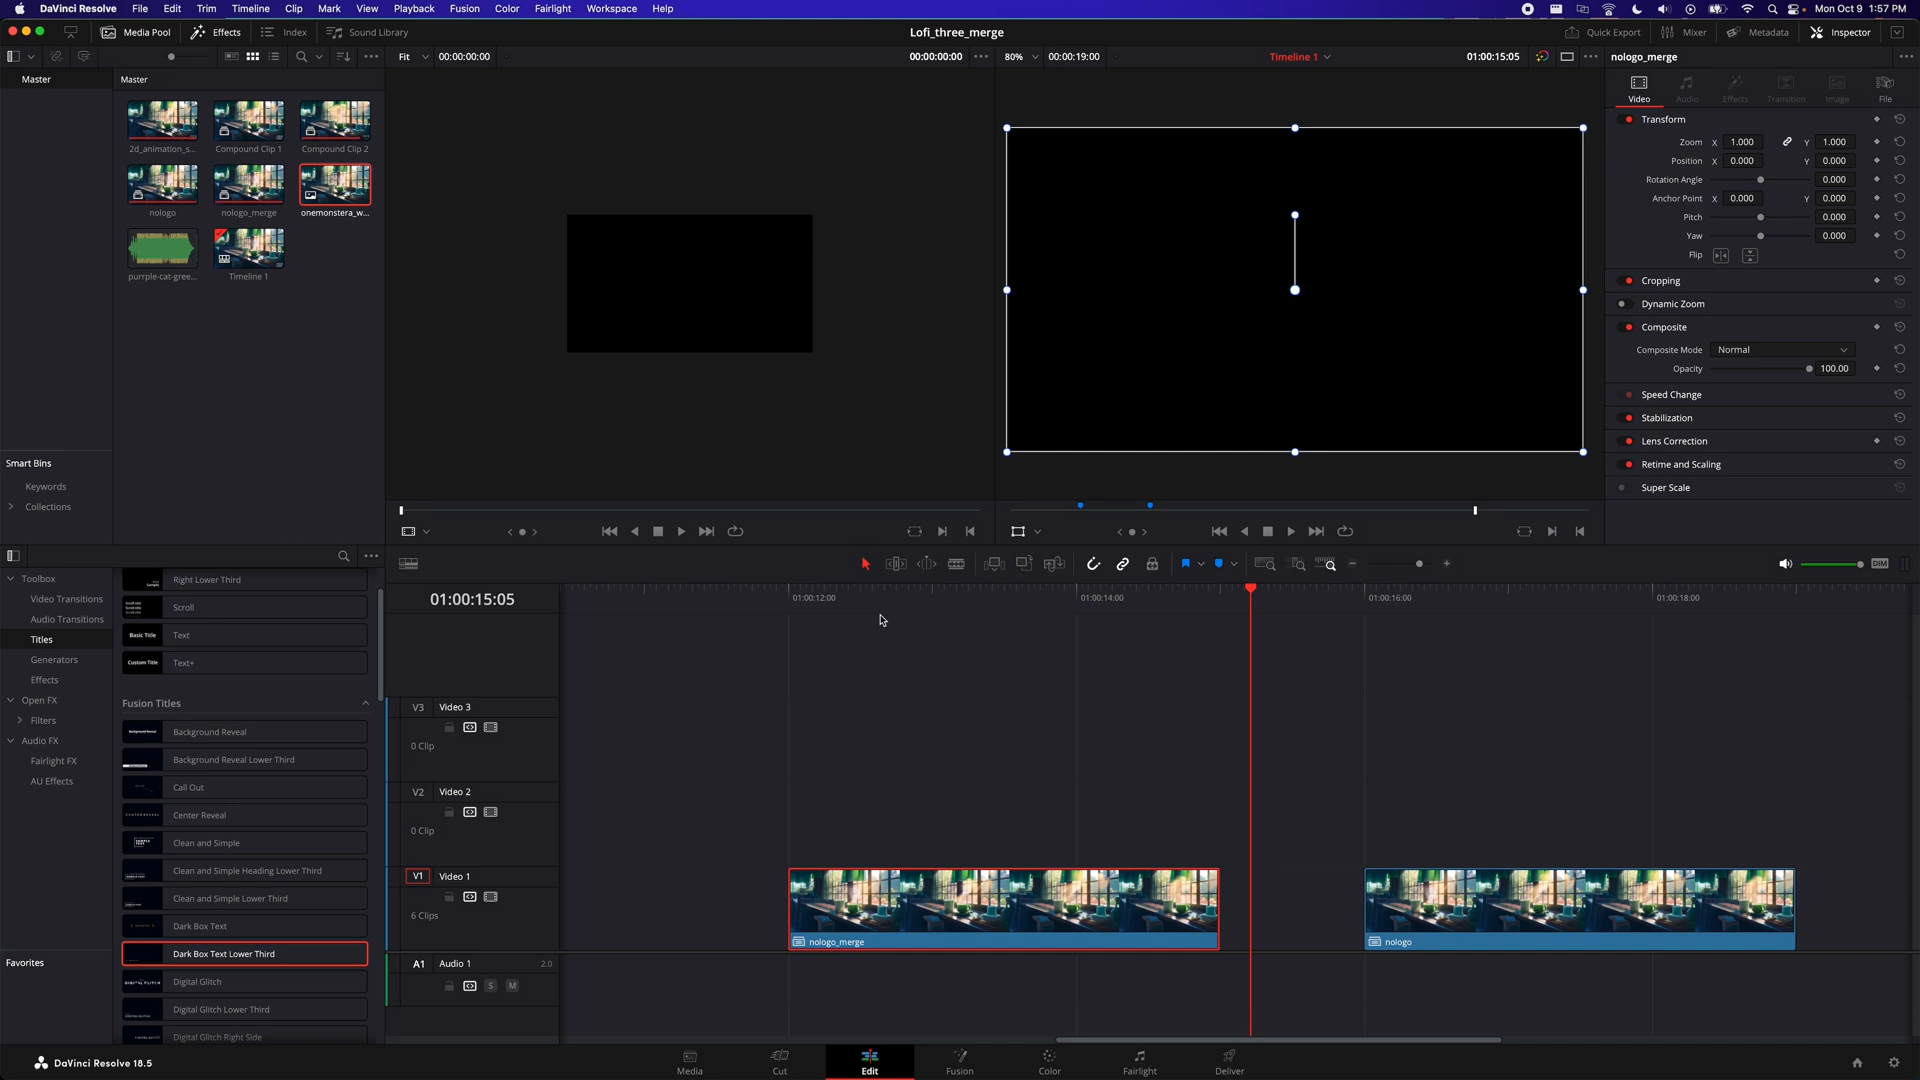 DaVinci Resolve File Edit Trim Timeline Clip Mark View Playback Fusion Color Fairlight Workspace Help Mon Oct 9 1:57 PM
Media Pool Effects Index Sound Library Lofi_three_merge Quick Export Mixer Metadata Inspector
Fit 00:00:00:00 00:00:00:00 80% 00:00:19:00 Timeline 1 01:00:15:05 nologo_merge
Master Master
Video Audio Effects Transition Image File
2d_animation_s... Compound Clip 1 Compound Clip 2
nologo nologo_merge onemonstera_w...
purrple-cat-gree... Timeline 1
Transform
Zoom X 1.000 Y 1.000
Position X 0.000 Y 0.000
Rotation Angle 0.000
Anchor Point X 0.000 Y 0.000
Pitch 0.000
Yaw 0.000
Flip
Cropping
Dynamic Zoom
Composite
Composite Mode Normal
Opacity 100.00
Speed Change
Stabilization
Lens Correction
Retime and Scaling
Super Scale
Smart Bins
Keywords
Collections
Toolbox
Video Transitions
Audio Transitions
Titles
Generators
Effects
Open FX
Filters
Audio FX
Fairlight FX
AU Effects
Favorites
Right Lower Third
Scroll
Basic Title Text
Custom Title Text+
Fusion Titles
Background Reveal
Background Reveal Lower Third
Call Out
Center Reveal
Clean and Simple
Clean and Simple Heading Lower Third
Clean and Simple Lower Third
Dark Box Text
Dark Box Text Lower Third
Digital Glitch
Digital Glitch Lower Third
Digital Glitch Right Side
DIM
01:00:15:05 01:00:12:00 01:00:14:00 01:00:16:00 01:00:18:00
V3 Video 3
0 Clip
V2 Video 2
0 Clip
V1 Video 1
6 Clips
nologo_merge nologo
A1 Audio 1 2.0
S M
DaVinci Resolve 18.5 Media Cut Edit Fusion Color Fairlight Deliver